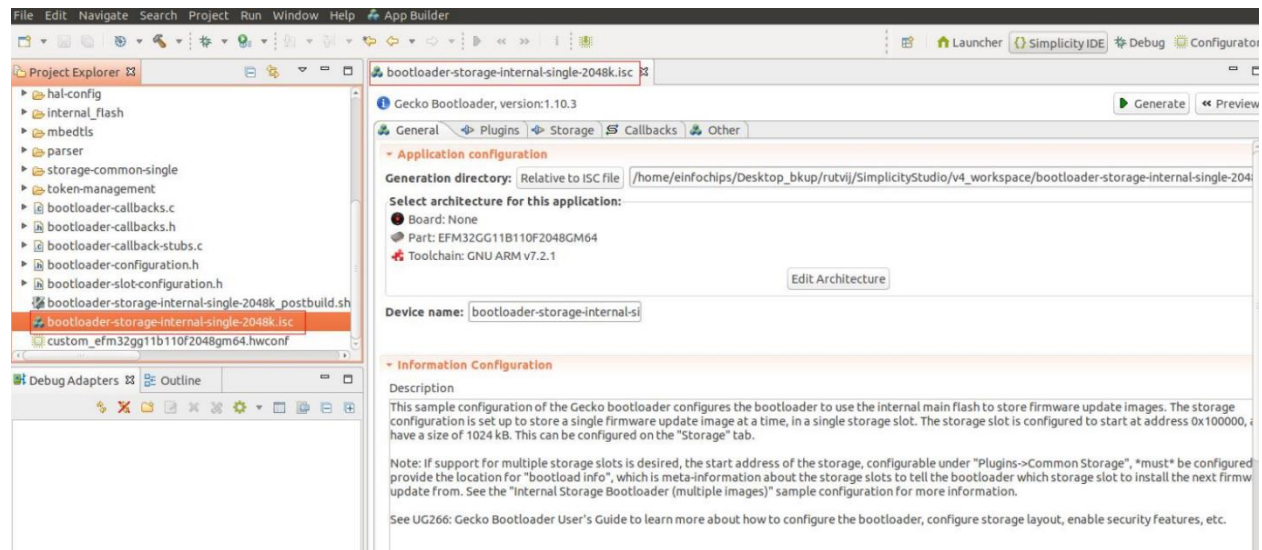 File Edit Navigate Search Project Run Window Help App Builder
Launcher Simplicity IDE Debug Configurator
Project Explorer
hal-config
internal_flash
mbedtls
parser
storage-common-single
token-management
bootloader-callbacks.c
bootloader-callbacks.h
bootloader-callback-stubs.c
bootloader-configuration.h
bootloader-slot-configuration.h
bootloader-storage-internal-single-2048k_postbuild.sh
bootloader-storage-internal-single-2048k.isc
custom_efm32gg11b110f2048gm64.hwconf
Debug Adapters Outline
bootloader-storage-internal-single-2048k.isc
Gecko Bootloader, version:1.10.3 Generate Preview
General Plugins Storage Callbacks Other
Application configuration
Generation directory: Relative to ISC file /home/einfochips/Desktop_bkup/rutvij/SimplicityStudio/v4_workspace/bootloader-storage-internal-single-204
Select architecture for this application:
Board: None
Part: EFM32GG11B110F2048GM64
Toolchain: GNU ARM v7.2.1
Edit Architecture
Device name: bootloader-storage-internal-si
Information Configuration
Description
This sample configuration of the Gecko bootloader configures the bootloader to use the internal main flash to store firmware update images. The storage
configuration is set up to store a single firmware update image at a time, in a single storage slot. The storage slot is configured to start at address 0x100000,
have a size of 1024 kB. This can be configured on the "Storage" tab.
Note: If support for multiple storage slots is desired, the start address of the storage, configurable under "Plugins->Common Storage", *must* be configured
provide the location for "bootload info", which is meta-information about the storage slots to tell the bootloader which storage slot to install the next firmw
update from. See the "Internal Storage Bootloader (multiple images)" sample configuration for more information.
See UG266: Gecko Bootloader User's Guide to learn more about how to configure the bootloader, configure storage layout, enable security features, etc.